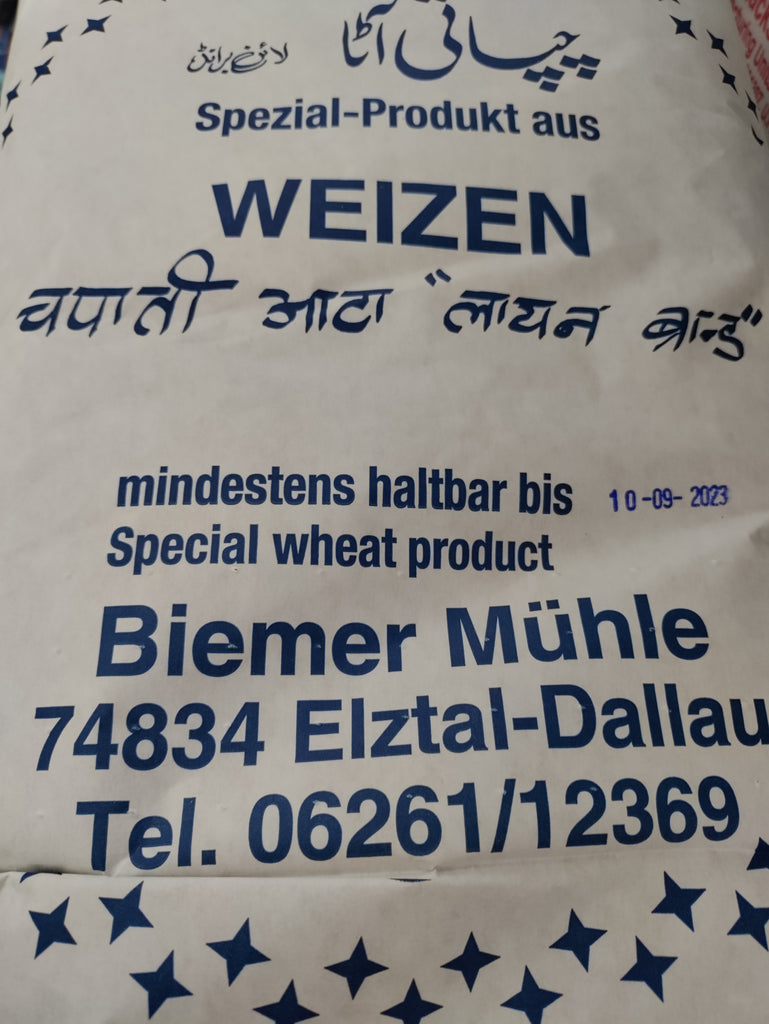 چپاتی آٹا لائن برانڈ
Spezial-Produkt aus
WEIZEN
चपाती आटा "लायन ब्रान्ड"
mindestens haltbar bis 10-09-2023
Special wheat product
Biemer Mühle
74834 Elztal-Dallau
Tel. 06261/12369